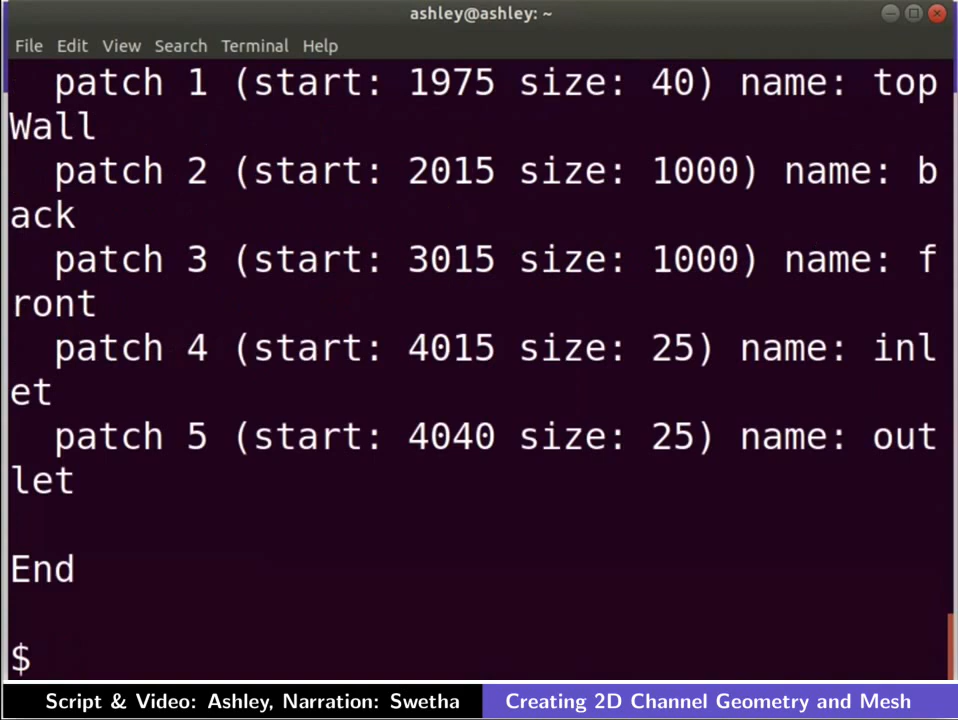 ashley@ashley: ~
File Edit View Search Terminal Help
patch 1 (start: 1975 size: 40) name: top
Wall
patch 2 (start: 2015 size: 1000) name: b
ack
patch 3 (start: 3015 size: 1000) name: f
ront
patch 4 (start: 4015 size: 25) name: inl
et
patch 5 (start: 4040 size: 25) name: out
let
End
$
Script & Video: Ashley, Narration: Swetha
Creating 2D Channel Geometry and Mesh